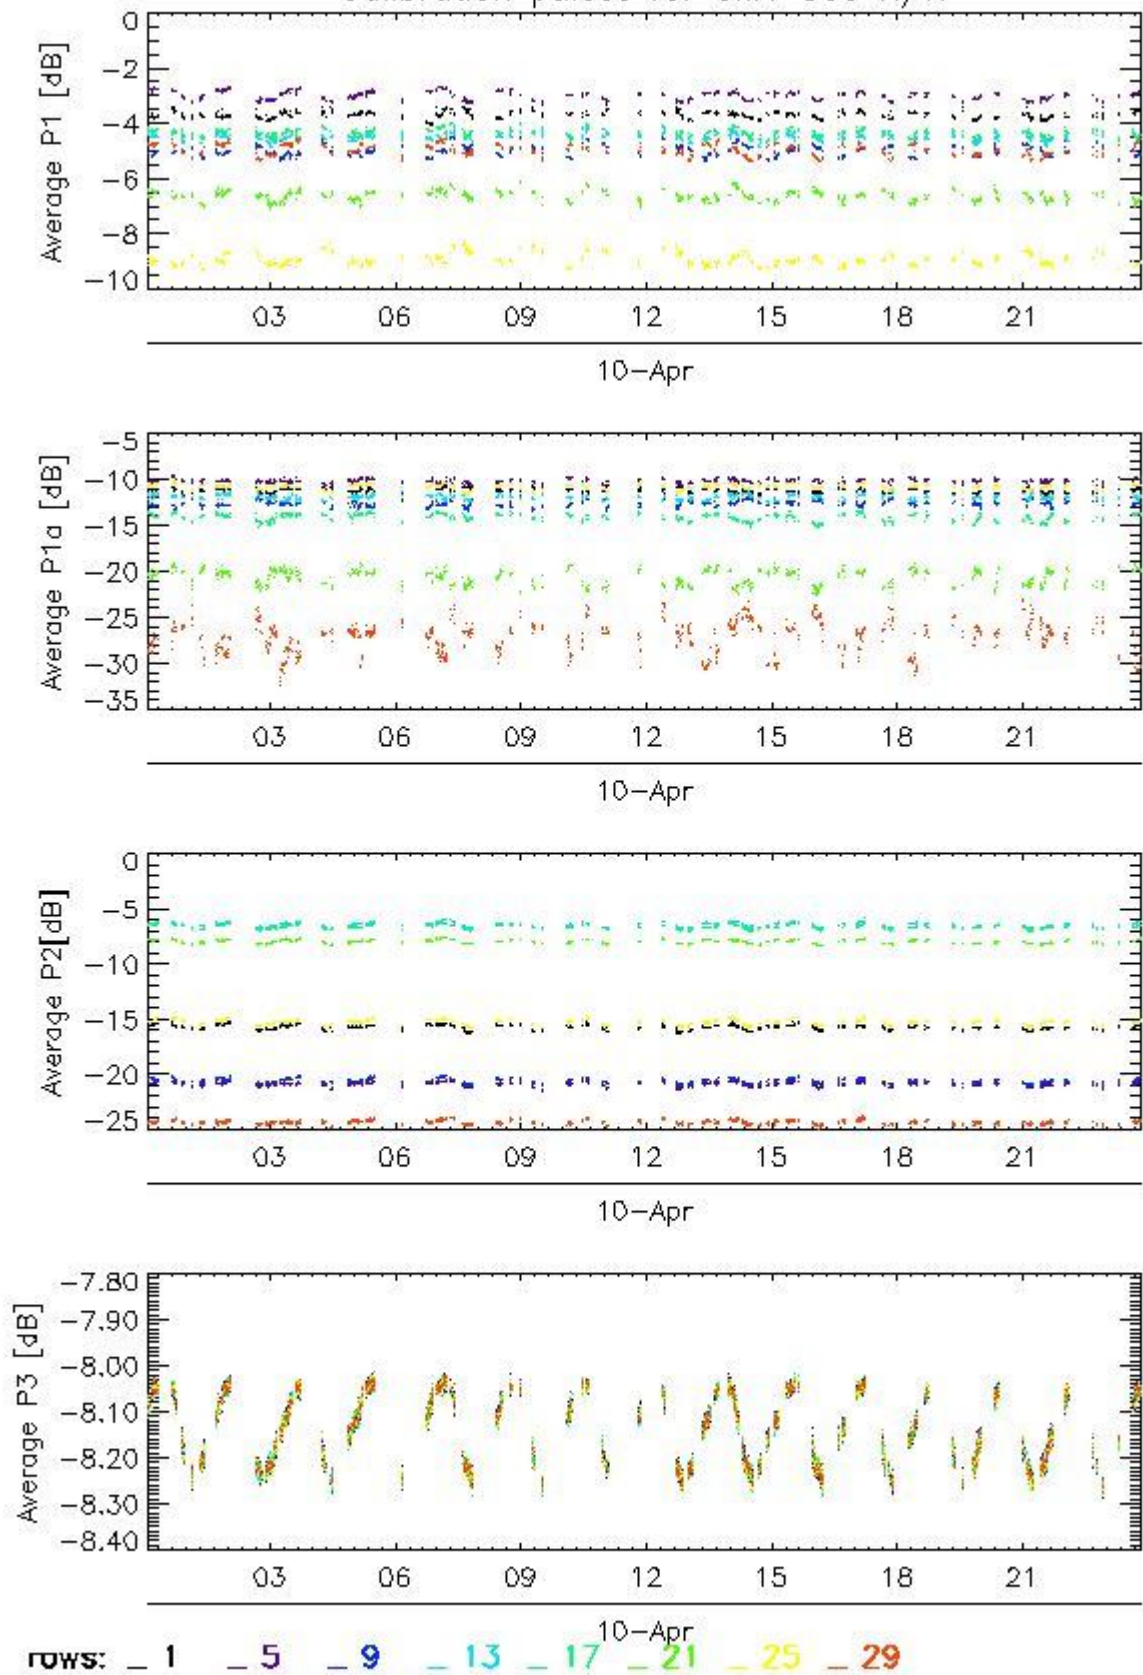 0
-2
-4
-6
-8
-10
Average P1 [dB]
03 06 09 12 15 18 21
10-Apr
-5
-10
-15
-20
-25
-30
-35
Average P1a [dB]
03 06 09 12 15 18 21
10-Apr
0
-5
-10
-15
-20
-25
Average P2[dB]
03 06 09 12 15 18 21
10-Apr
-7.80
-7.90
-8.00
-8.10
-8.20
-8.30
-8.40
Average P3 [dB]
03 06 09 12 15 18 21
10-Apr
rows: _ 1 _ 5 _ 9 _ 13 _ 17 _ 21 _ 25 _ 29